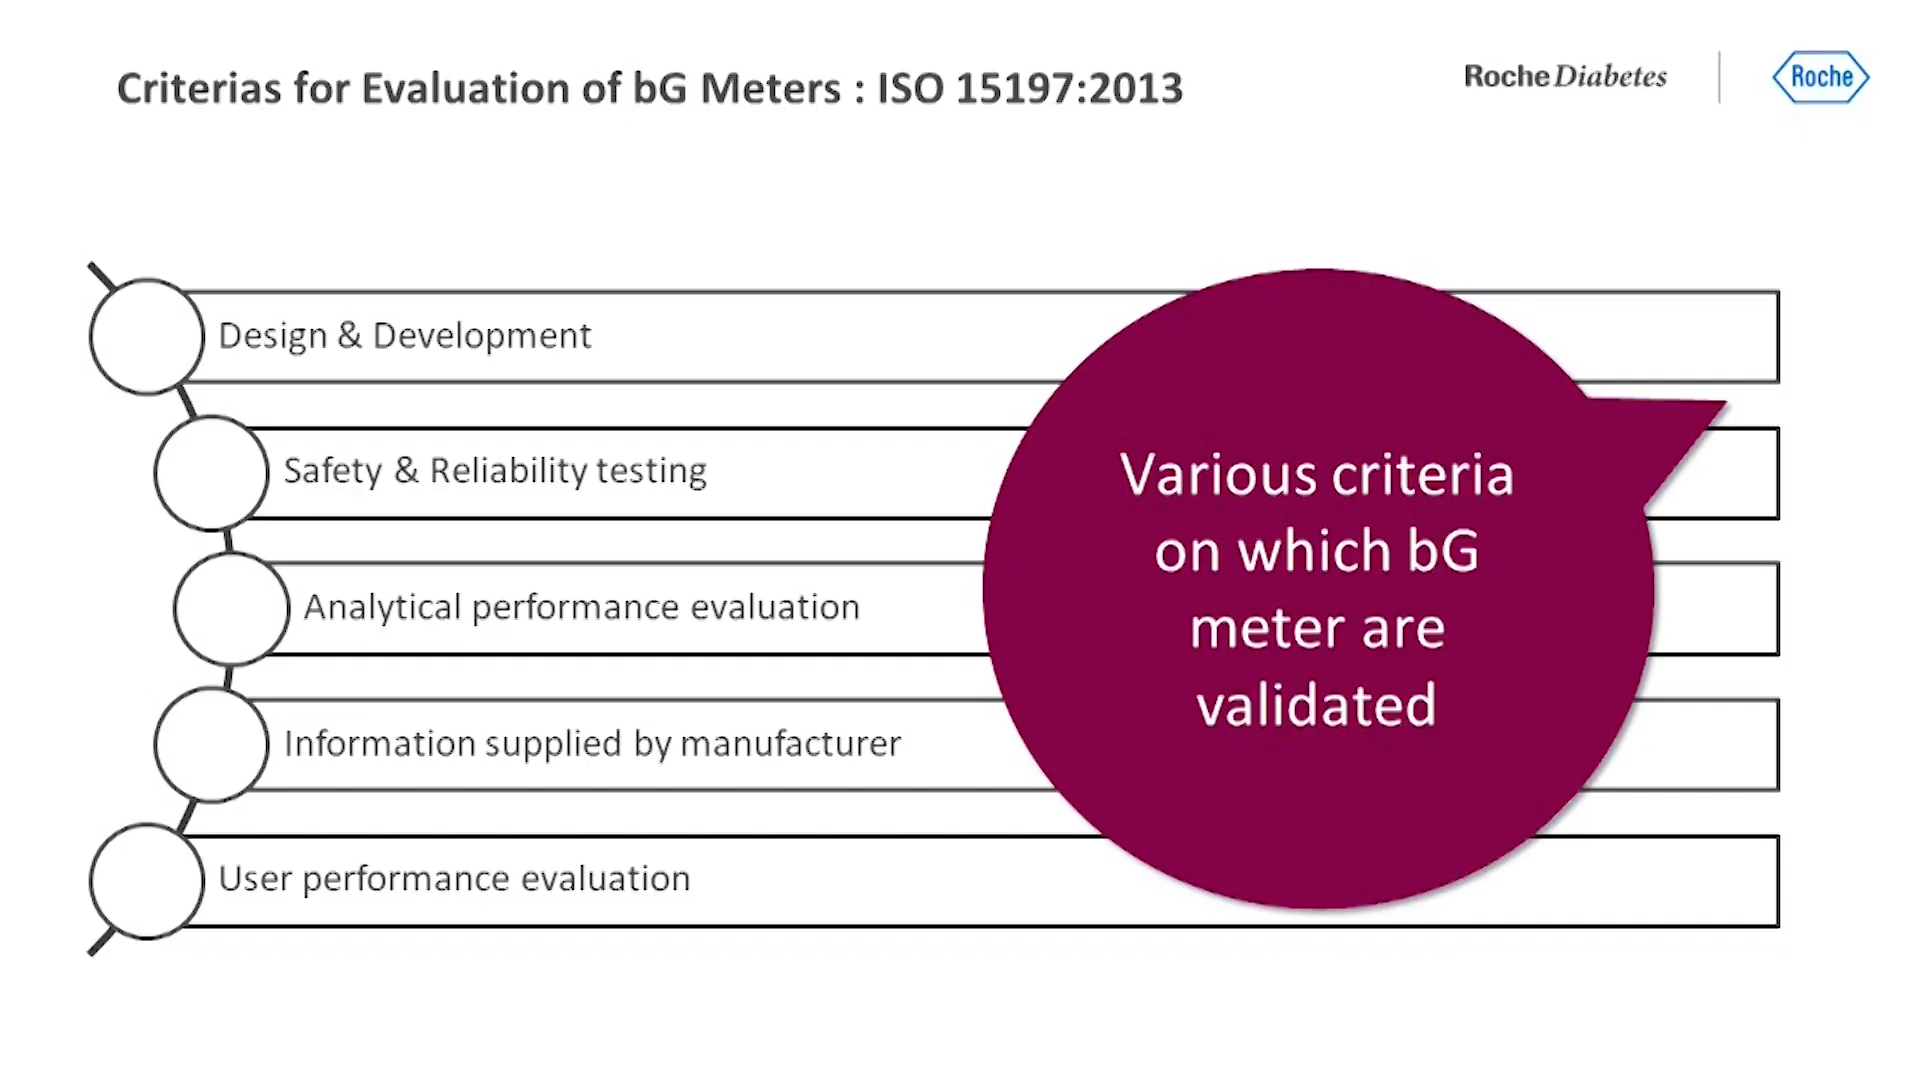 Criterias for Evaluation of bG Meters : ISO 15197:2013
Roche Diabetes
Roche
Design & Development
Safety & Reliability testing
Analytical performance evaluation
Information supplied by manufacturer
User performance evaluation
Various criteria
on which bG
meter are
validated